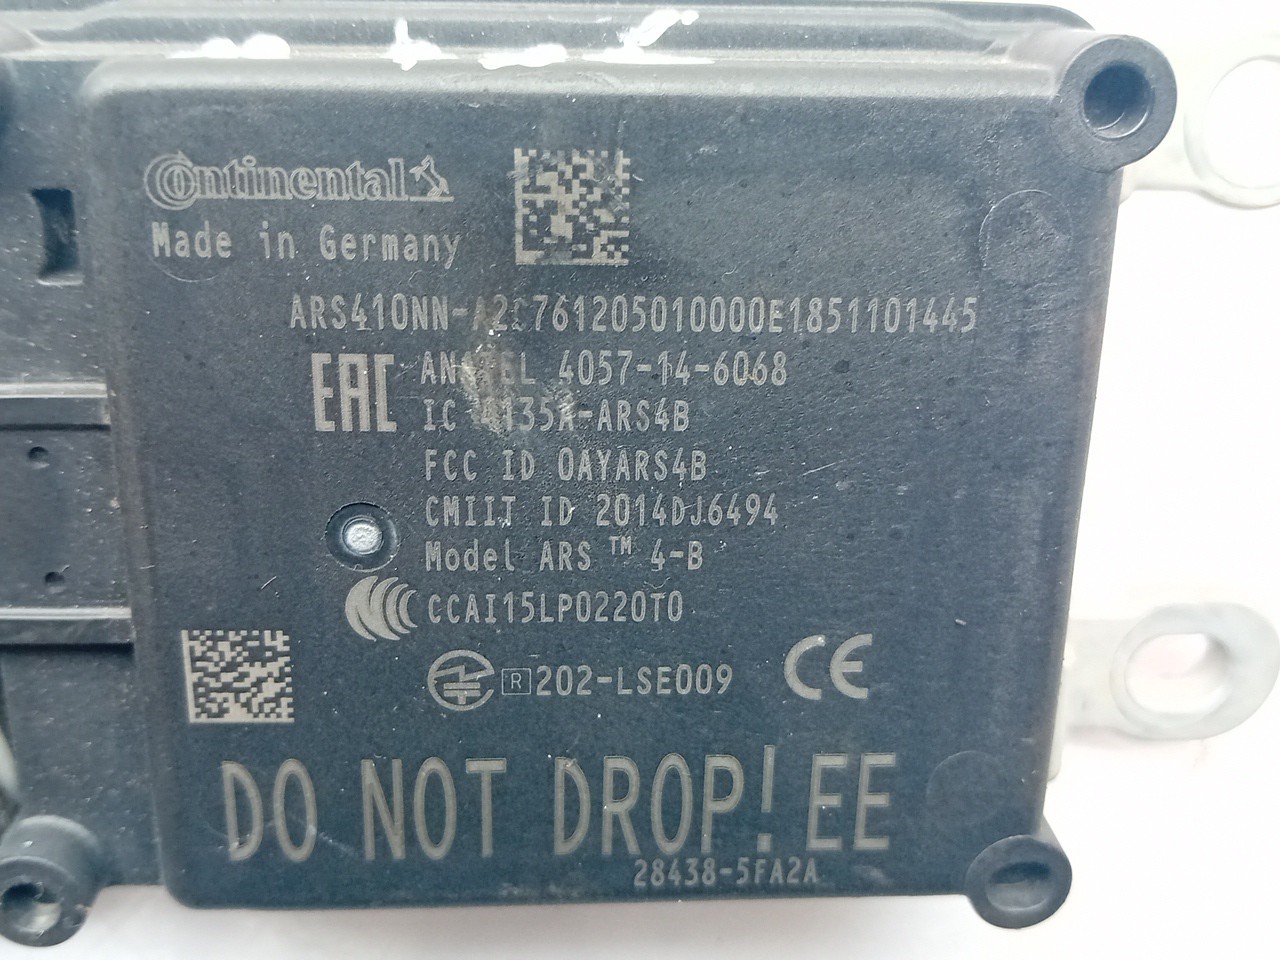 Continental
Made in Germany
ARS410NN-A2C761205010000E1851101445
EAC
ANATEL 4057-14-6068
IC 4135A-ARS4B
FCC ID OAYARS4B
CMIIT ID 2014DJ6494
Model ARS ™ 4-B
CCAI15LP0220T0
R 202-LSE009
CE
DO NOT DROP! EE
28438-5FA2A